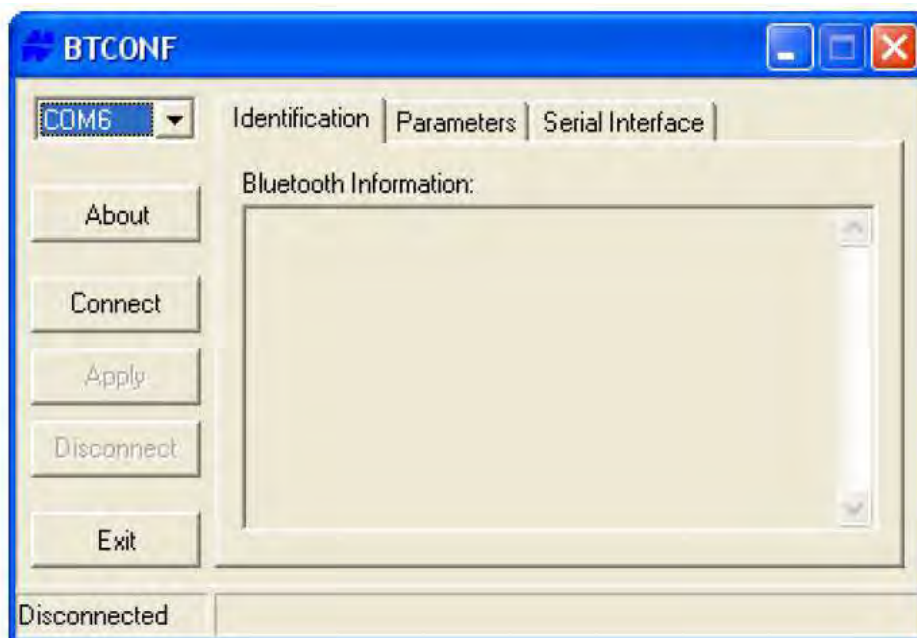 BTCONF
COM6
Identification Parameters Serial Interface
Bluetooth Information:
About
Connect
Apply
Disconnect
Exit
Disconnected